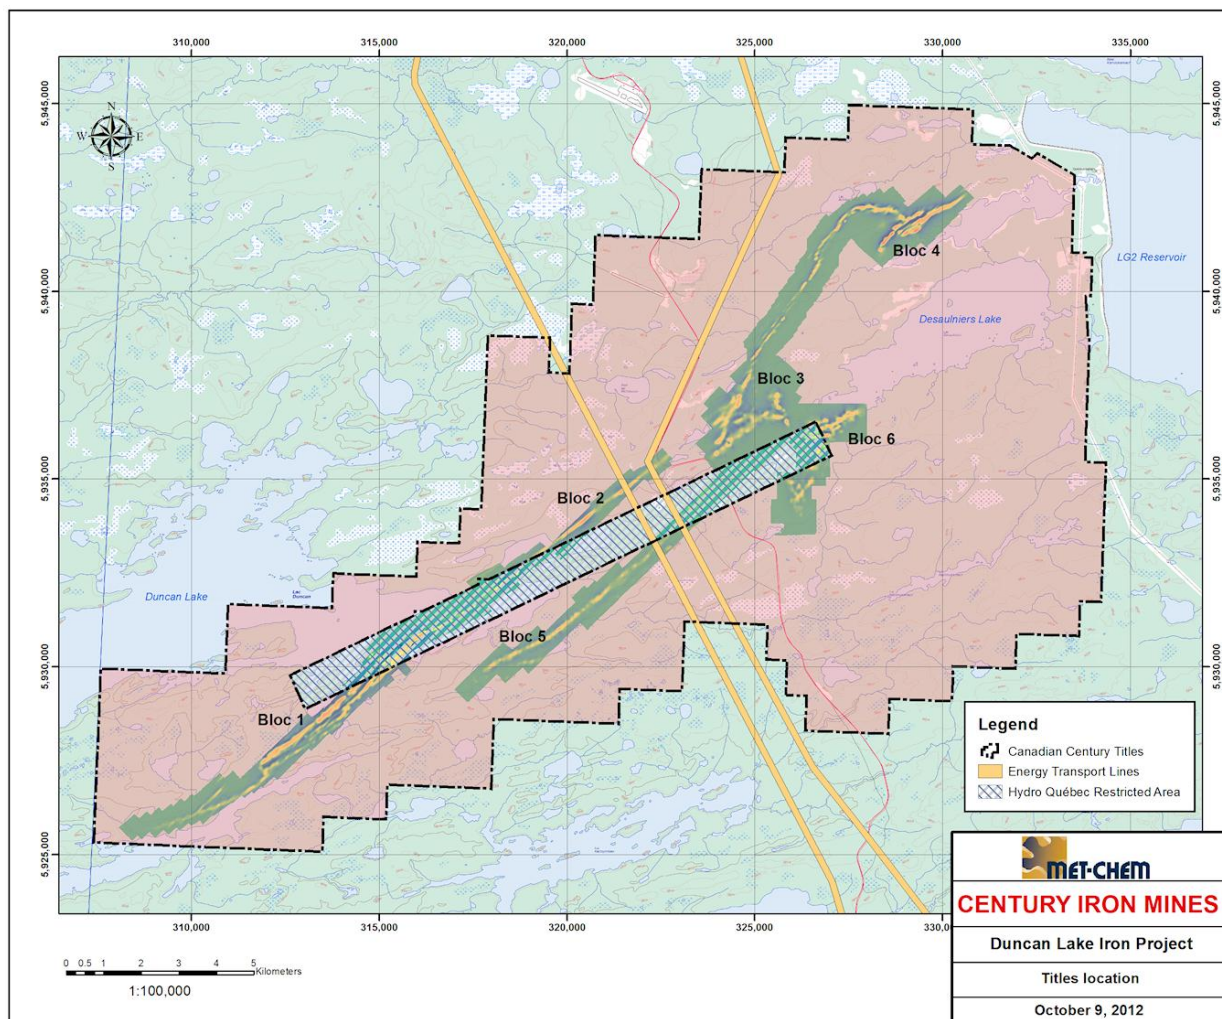 310,000 315,000 320,000 325,000 330,000 335,000
5,945,000 5,945,000
N
W E
S
Bloc 4
LG2 Reservoir
5,940,000 5,940,000
Desaulniers Lake
Bloc 3
Bloc 6
Bloc 2
5,935,000 5,935,000
Duncan Lake
Lac
Duncan
Bloc 5
5,930,000 5,930,000
Bloc 1
Legend
Canadian Century Titles
Energy Transport Lines
Hydro Québec Restricted Area
5,925,000
310,000 315,000 320,000 325,000
MET-CHEM
CENTURY IRON MINES
Duncan Lake Iron Project
Titles location
October 9, 2012
0 0.5 1 2 3 4 5
Kilometers
1:100,000